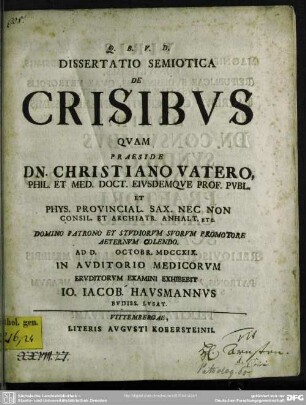 Q. B. F. D.
DISSERTATIO SEMIOTICA
DE
CRISIBVS
QVAM
PRAESIDE
DN. CHRISTIANO VATERO,
PHIL. ET MED. DOCT. EIVSDEMQVE PROF. PVBL.
ET
PHYS. PROVINCIAL. SAX. NEC NON
CONSIL. ET ARCHIATR. ANHALT. ETC.
DOMINO PATRONO ET STVDIORVM SVORVM PROMOTORE
AETERNVM COLENDO.
AD D. OCTOBR. MDCCXIX.
IN AVDITORIO MEDICORVM
ERVDITORVM EXAMINI EXHIBEBIT
IO. IACOB. HAVSMANNVS
BVDISS. LVSAT.
VITTEMBERGAE,
LITERIS AVGVSTI KOBERSTEINII.